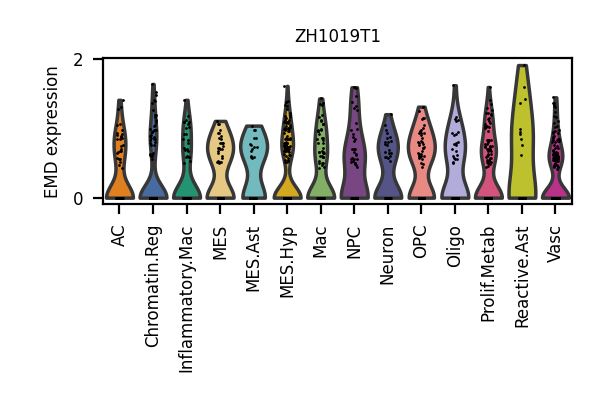 ZH1019T1
EMD expression
2
0
AC
Chromatin.Reg
Inflammatory.Mac
MES
MES.Ast
MES.Hyp
Mac
NPC
Neuron
OPC
Oligo
Prolif.Metab
Reactive.Ast
Vasc